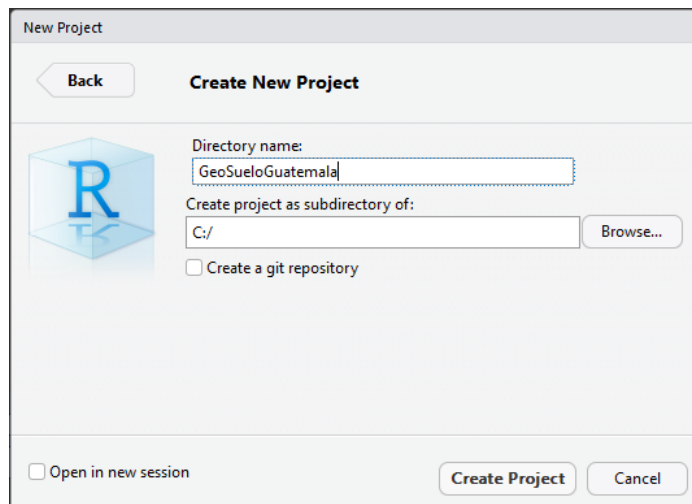 New Project
Back
Create New Project
Directory name:
GeoSueloGuatemala
Create project as subdirectory of:
C:/
Browse...
Create a git repository
R
Open in new session
Create Project
Cancel